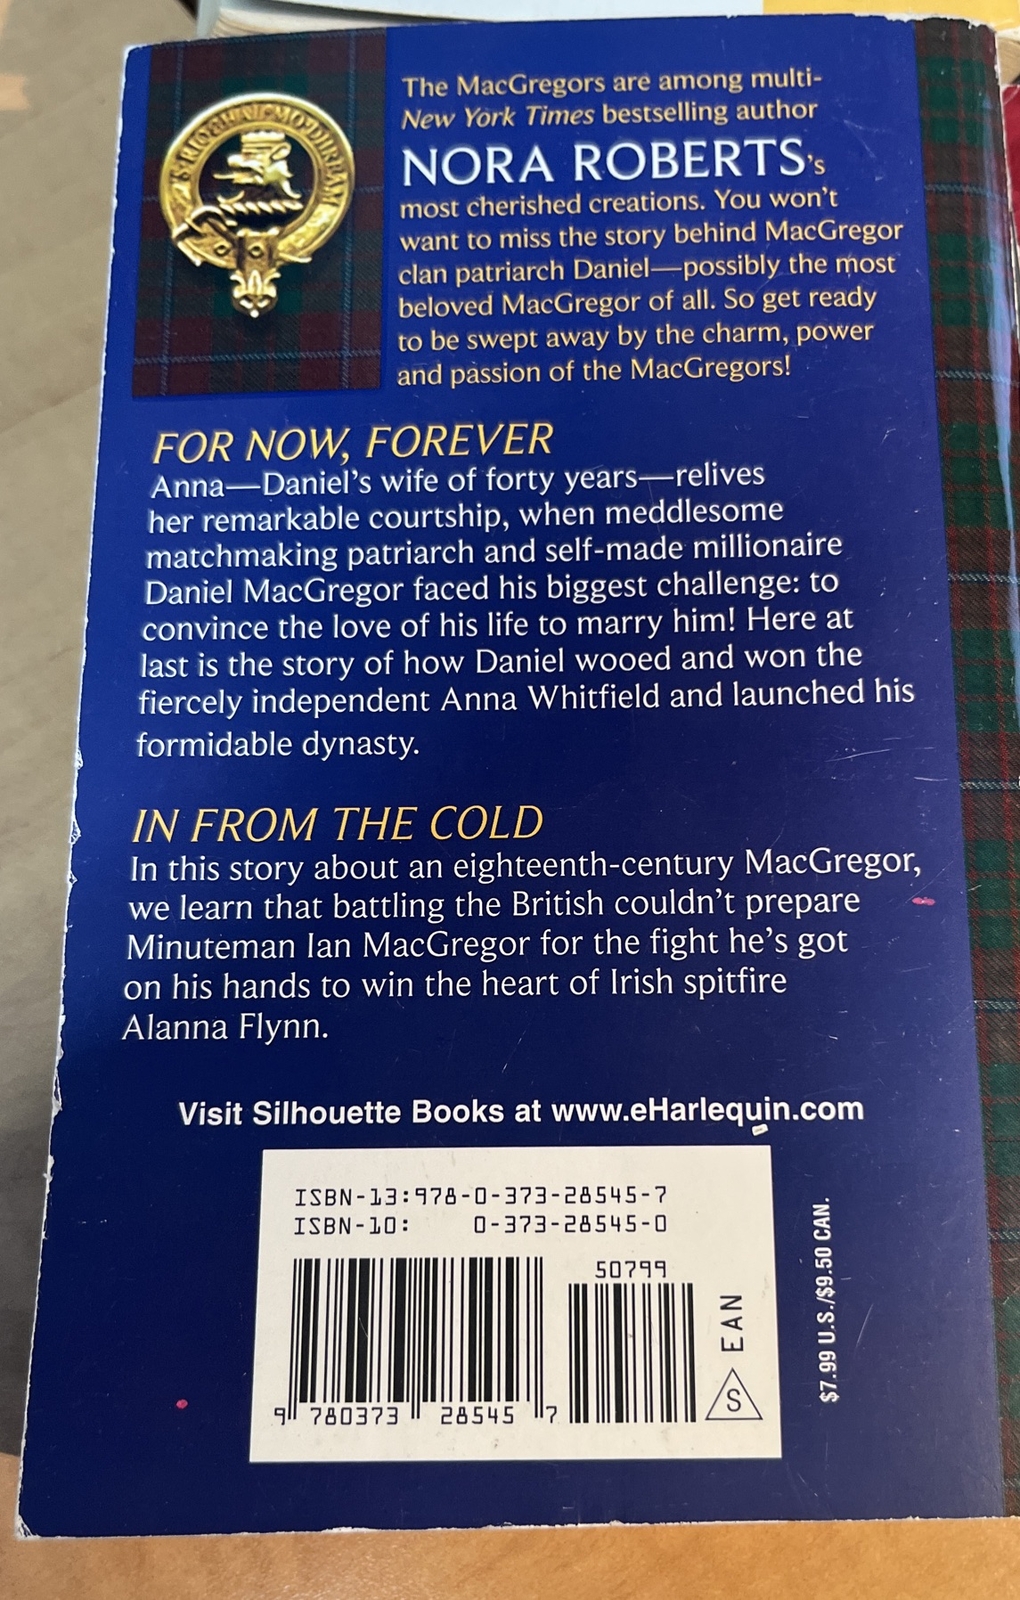 'S RIOGHAIL MO DHREAM
The MacGregors are among multi-
New York Times bestselling author
NORA ROBERTS's
most cherished creations. You won't
want to miss the story behind MacGregor
clan patriarch Daniel—possibly the most
beloved MacGregor of all. So get ready
to be swept away by the charm, power
and passion of the MacGregors!
FOR NOW, FOREVER
Anna—Daniel's wife of forty years—relives
her remarkable courtship, when meddlesome
matchmaking patriarch and self-made millionaire
Daniel MacGregor faced his biggest challenge: to
convince the love of his life to marry him! Here at
last is the story of how Daniel wooed and won the
fiercely independent Anna Whitfield and launched his
formidable dynasty.
IN FROM THE COLD
In this story about an eighteenth-century MacGregor,
we learn that battling the British couldn't prepare
Minuteman Ian MacGregor for the fight he's got
on his hands to win the heart of Irish spitfire
Alanna Flynn.
Visit Silhouette Books at www.eHarlequin.com
ISBN-13:978-0-373-28545-7
ISBN-10: 0-373-28545-0
50799
9 780373 285457
EAN
S
$7.99 U.S./$9.50 CAN.